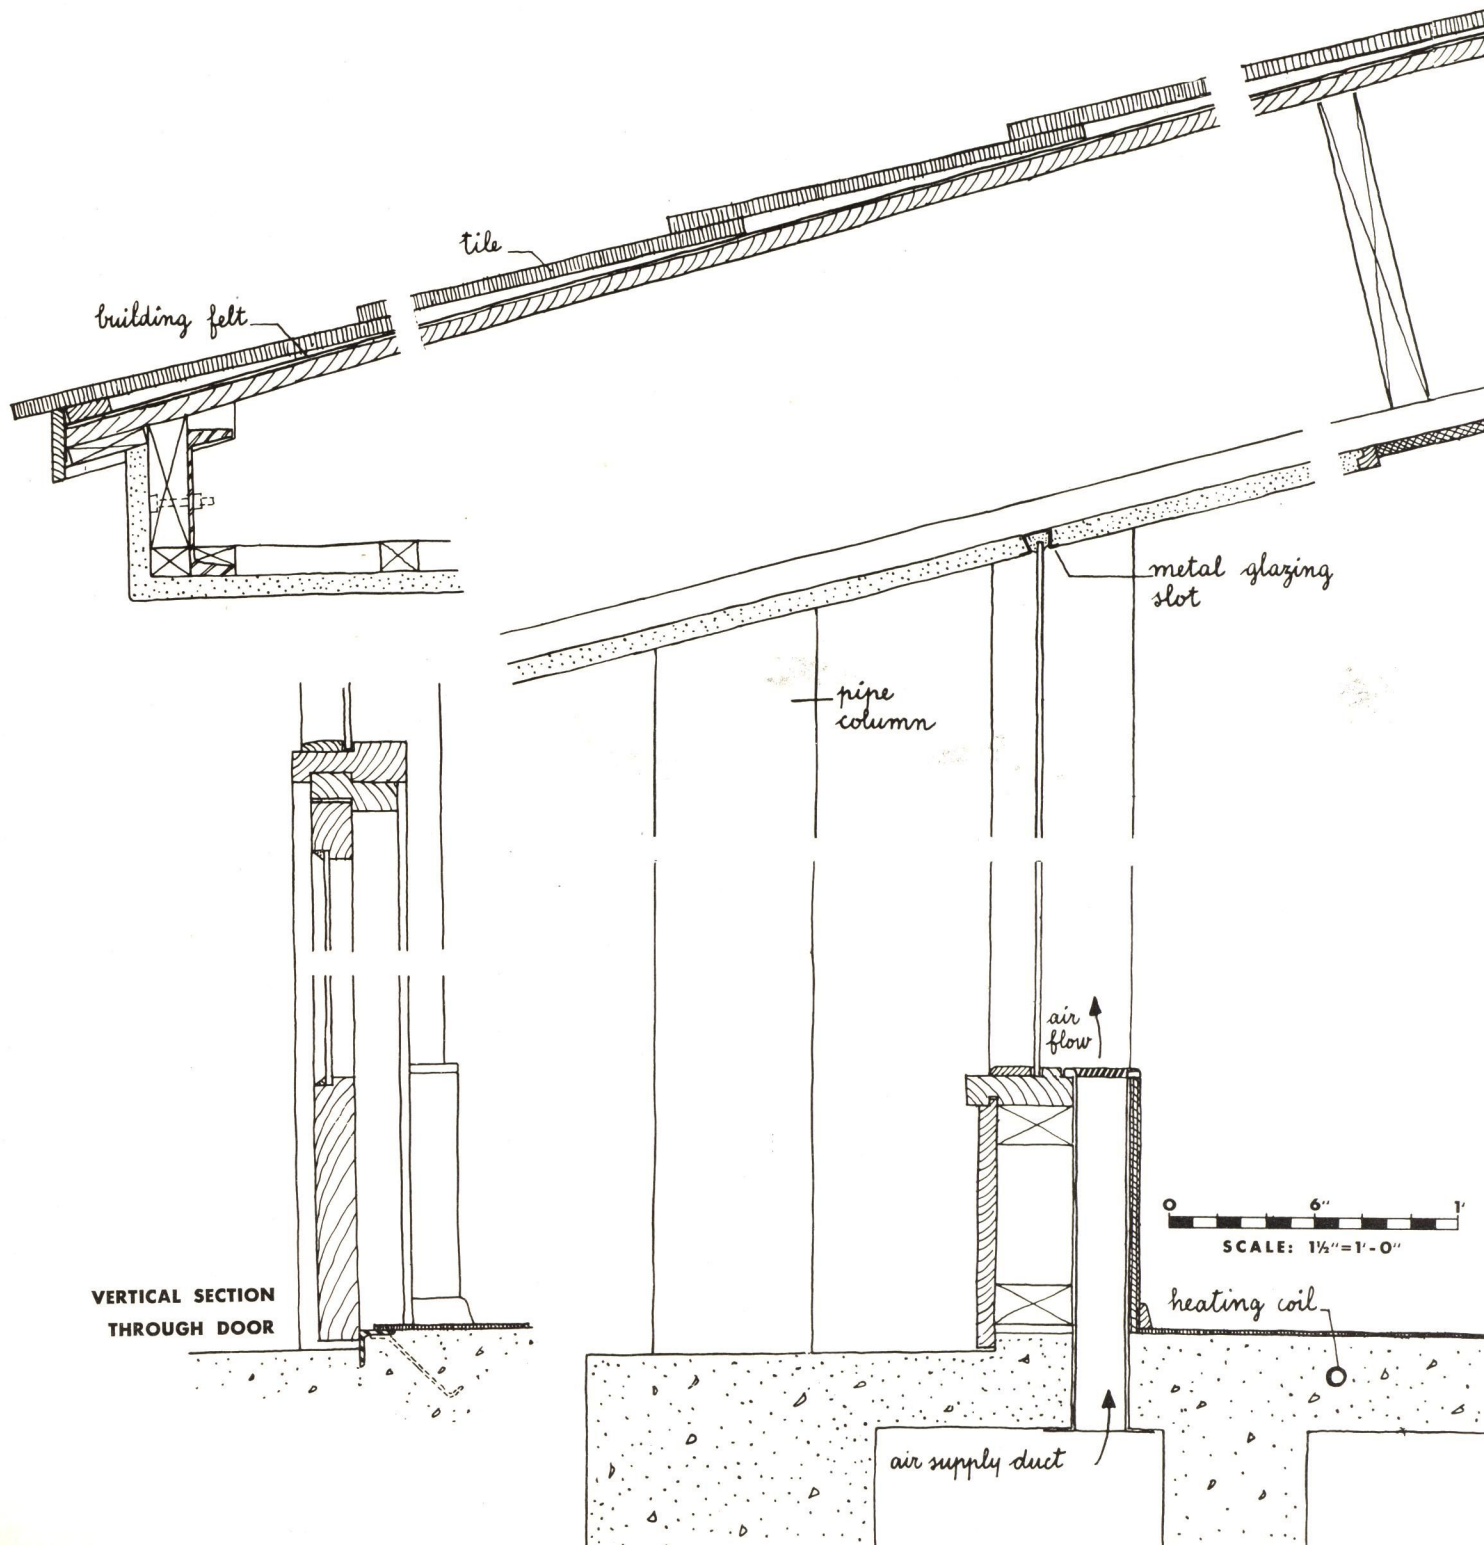 tile
building felt
metal glazing
slot
pipe
column
air
flow
O 6" 1'
SCALE: 1½"=1'-0"
VERTICAL SECTION
THROUGH DOOR
heating coil
air supply duct